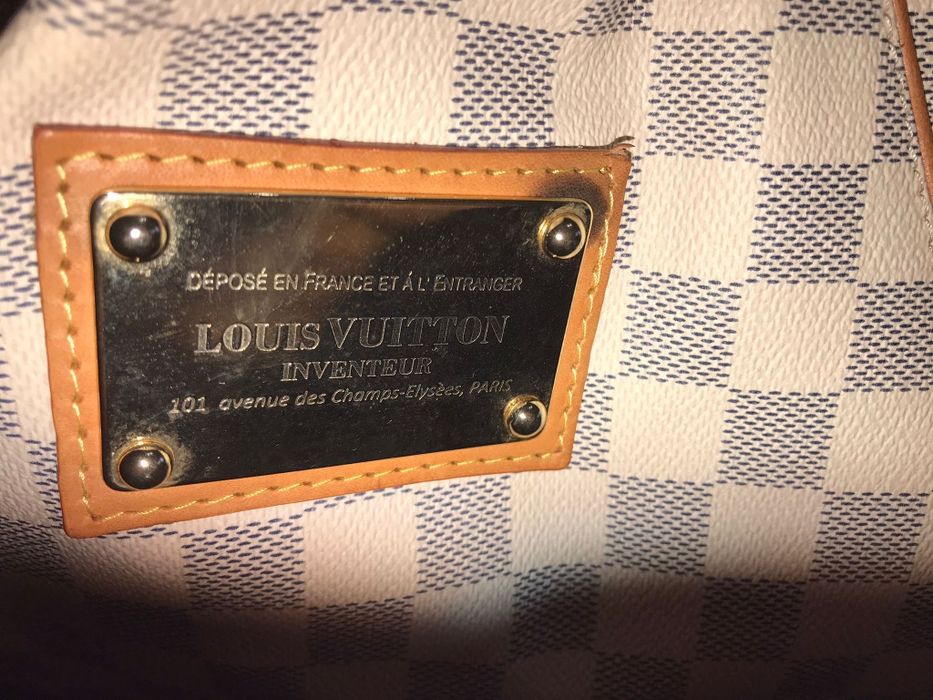 DÉPOSÉ EN FRANCE ET Á L' ENTRANGER
LOUIS VUITTON
INVENTEUR
101 avenue des Champs-Elysèes, PARIS